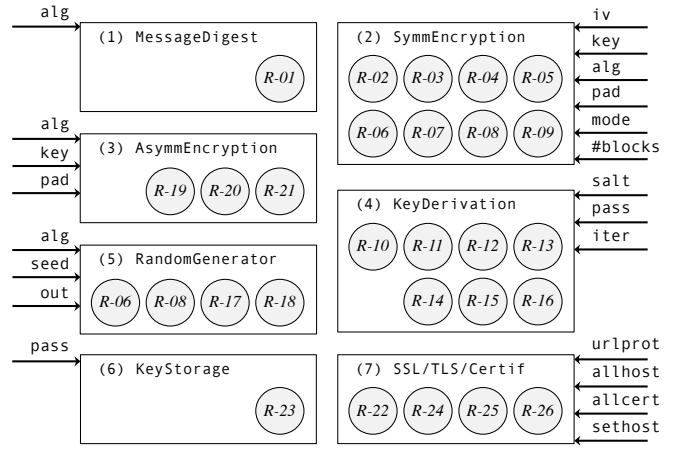 alg
(1) MessageDigest
R-01
(2) SymmEncryption
iv
key
alg
pad
mode
#blocks
R-02 R-03 R-04 R-05
R-06 R-07 R-08 R-09
alg
key
pad
(3) AsymmEncryption
R-19 R-20 R-21
(4) KeyDerivation
salt
pass
iter
R-10 R-11 R-12 R-13
R-14 R-15 R-16
alg
seed
out
(5) RandomGenerator
R-06 R-08 R-17 R-18
pass
(6) KeyStorage
R-23
(7) SSL/TLS/Certif
urlprot
allhost
allcert
sethost
R-22 R-24 R-25 R-26